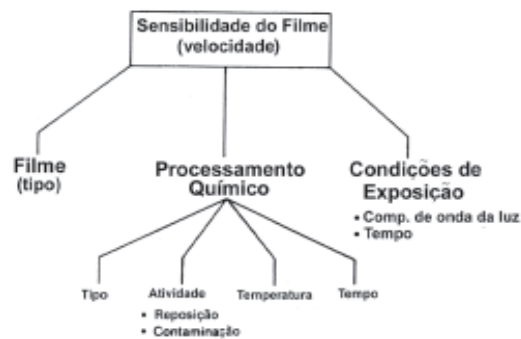 Sensibilidade do Filme
(velocidade)
Filme
(tipo)
Processamento
Químico
Condições de
Exposição
• Comp. de onda da luz
• Tempo
Tipo
Atividade
• Reposição
• Contaminação
Temperatura
Tempo